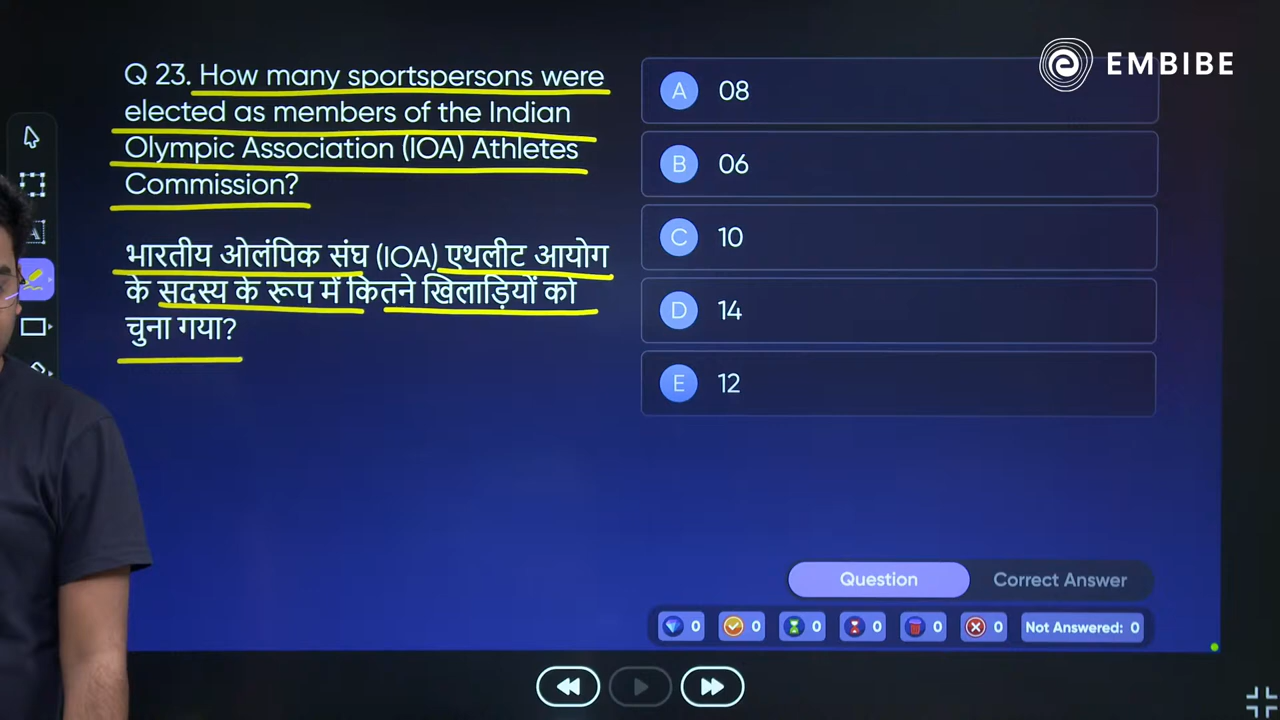 EMBIBE
Q 23. How many sportspersons were
elected as members of the Indian
Olympic Association (IOA) Athletes
Commission?
भारतीय ओलंपिक संघ (IOA) एथलीट आयोग
के सदस्य के रूप में कितने खिलाड़ियों को
चुना गया?
A 08
B 06
C 10
D 14
E 12
Question Correct Answer
0 0 0 0 0 0 Not Answered: 0